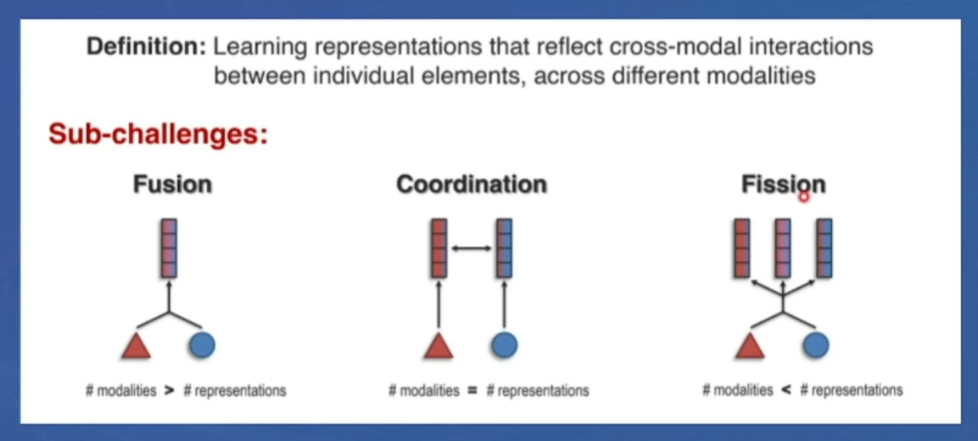 Definition: Learning representations that reflect cross-modal interactions
between individual elements, across different modalities
Sub-challenges:
Fusion
Coordination
Fission
# modalities > # representations
# modalities = # representations
# modalities < # representations